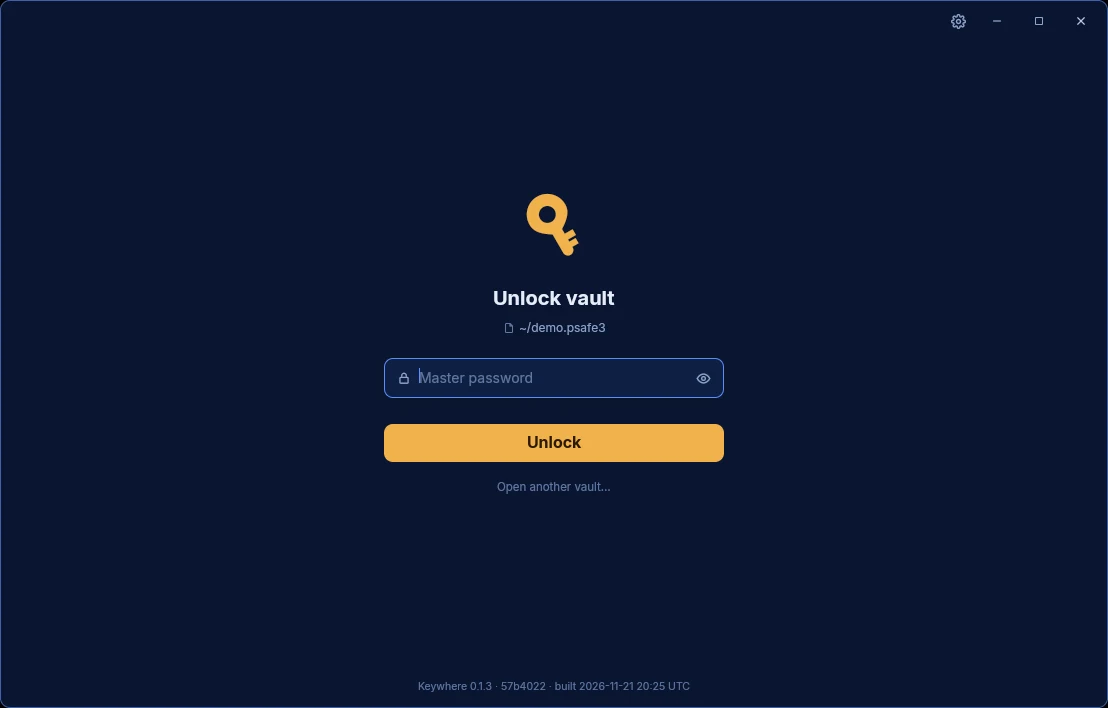 Unlock vault
~/demo.psafe3
Master password
Unlock
Open another vault...
Keywhere 0.1.3 · 57b4022 · built 2026-11-21 20:25 UTC